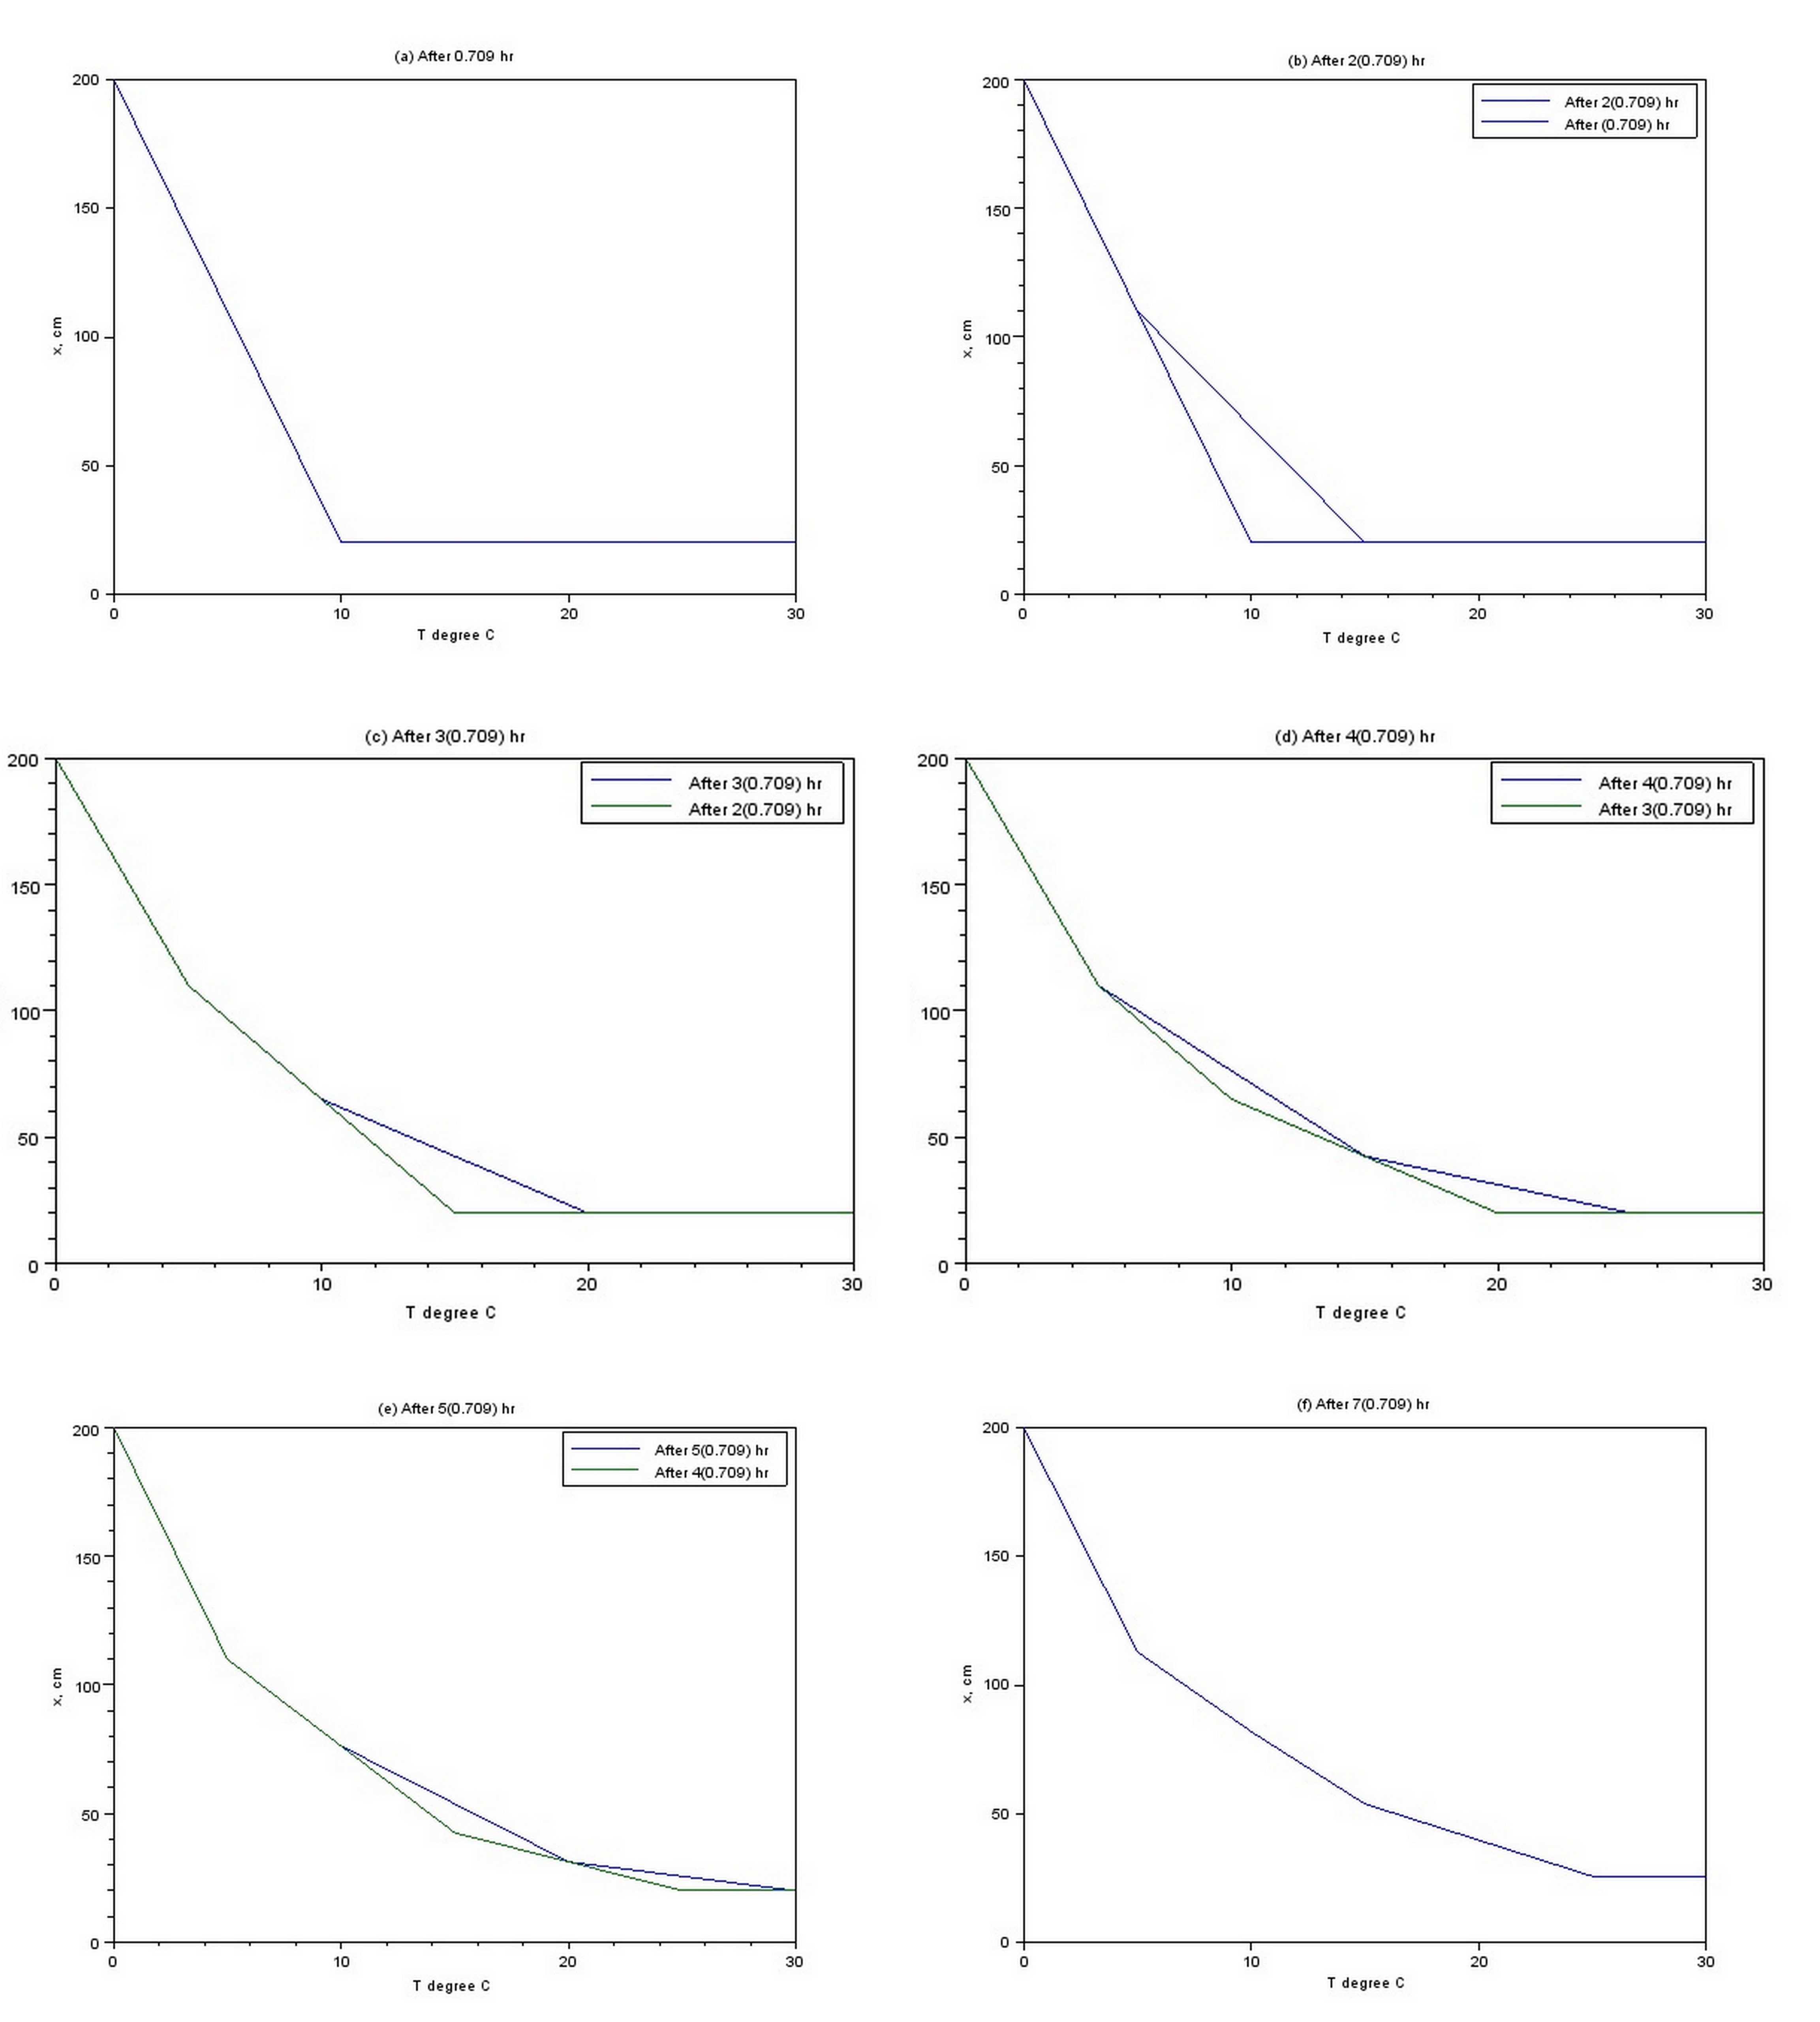 (a) After 0.709 hr
200
150
100
50
0
0 10 20 30
x, cm
T degree C
(b) After 2(0.709) hr
After 2(0.709) hr
After (0.709) hr
200
150
100
50
0
0 10 20 30
x, cm
T degree C
(c) After 3(0.709) hr
After 3(0.709) hr
After 2(0.709) hr
200
150
100
50
0
0 10 20 30
T degree C
(d) After 4(0.709) hr
After 4(0.709) hr
After 3(0.709) hr
200
150
100
50
0
0 10 20 30
T degree C
(e) After 5(0.709) hr
After 5(0.709) hr
After 4(0.709) hr
200
150
100
50
0
0 10 20 30
x, cm
T degree C
(f) After 7(0.709) hr
200
150
100
50
0
0 10 20 30
x, cm
T degree C